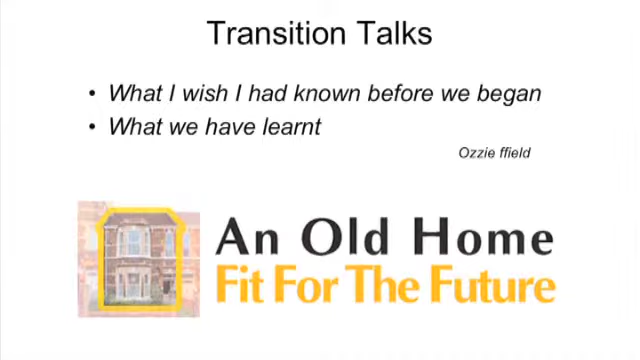 Transition Talks
• What I wish I had known before we began
• What we have learnt
Ozzie ffield
An Old Home
Fit For The Future